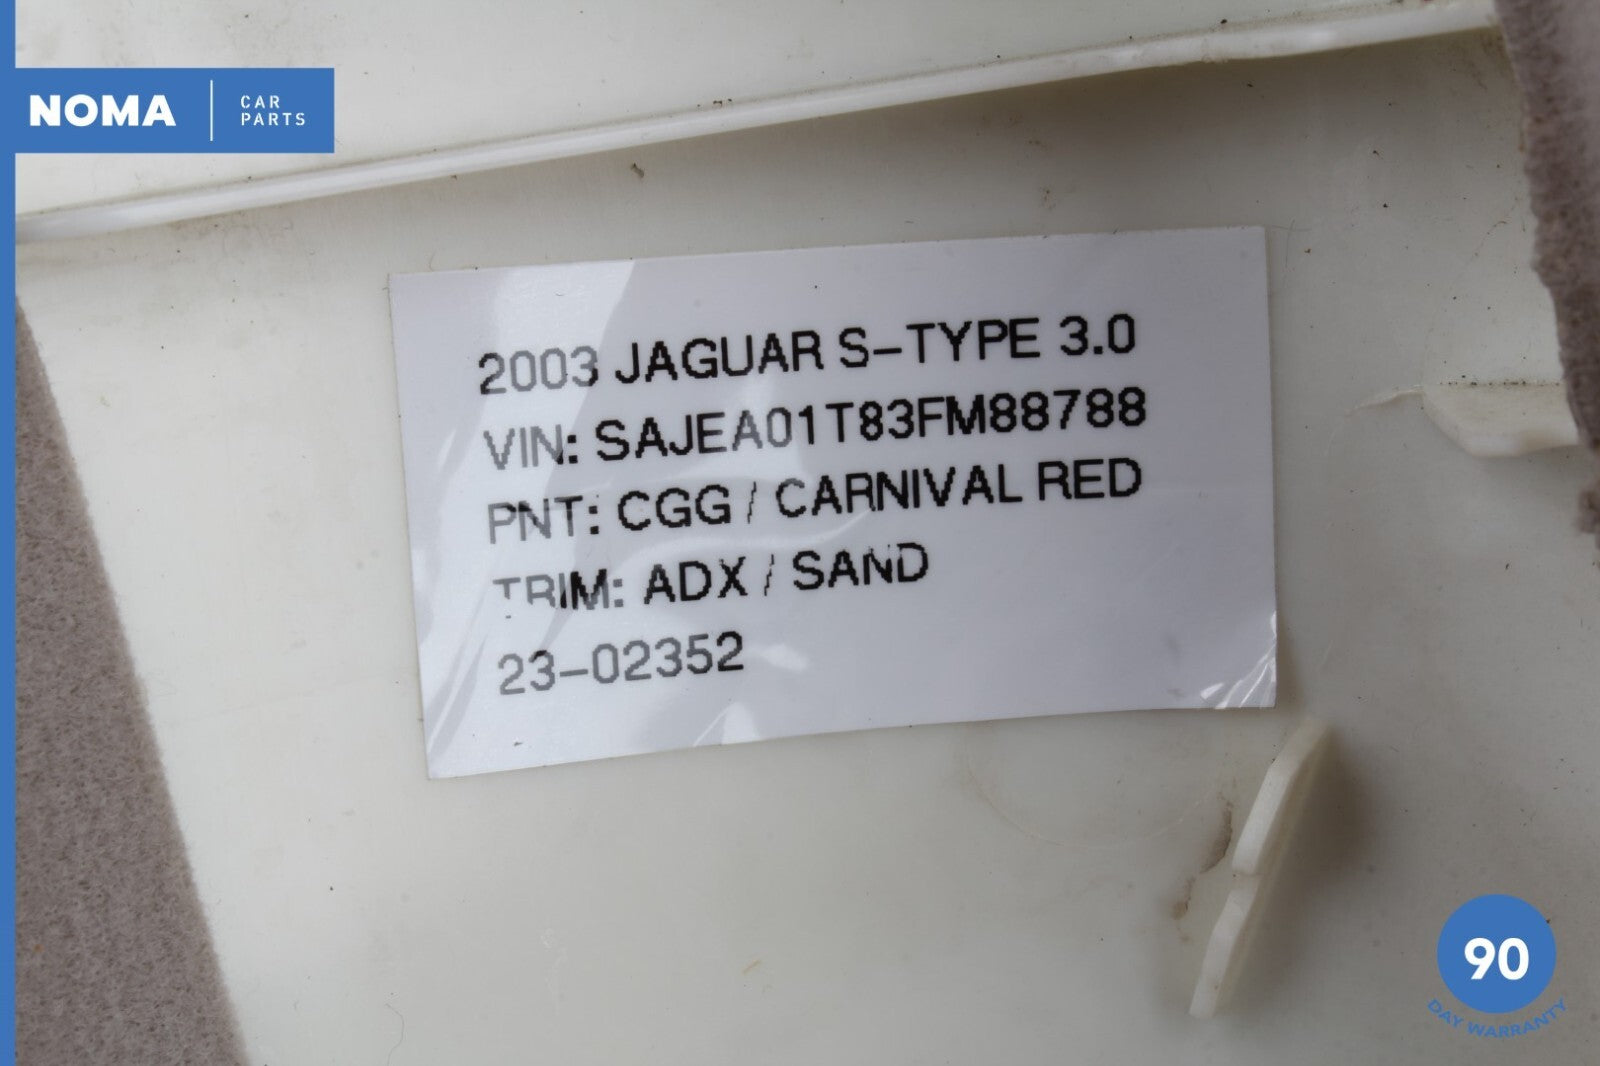 NOMA
CAR
PARTS
2003 JAGUAR S-TYPE 3.0
VIN: SAJEA01T83FM88788
PNT: CGG / CARNIVAL RED
TRIM: ADX / SAND
23-02352
90
DAY WARRANTY